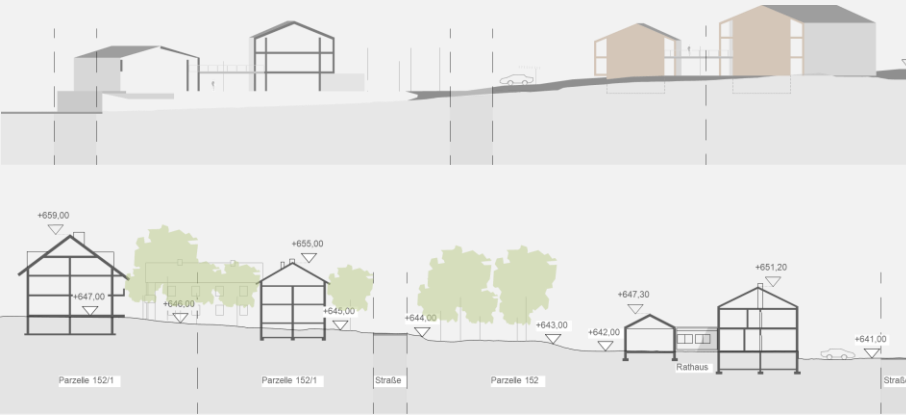 +659,00
+655,00
+651,20
+647,00
+646,00
+645,00
+644,00
+643,00
+642,00
+647,30
+641,00
Rathaus
Parzelle 152/1
Parzelle 152/1
Straße
Parzelle 152
Straß